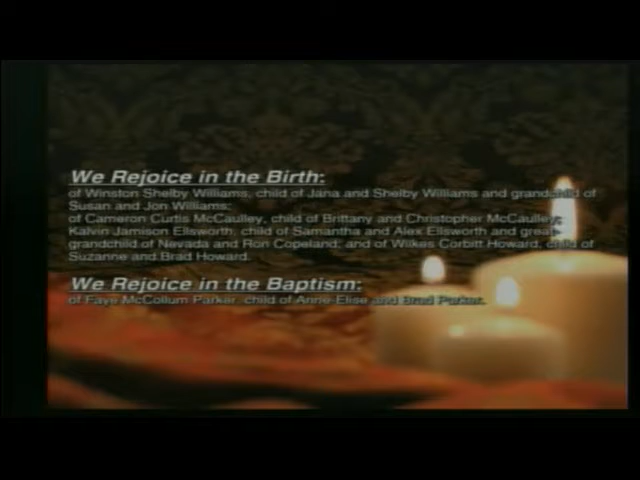 We Rejoice in the Birth:
of Winston Shelby Williams, child of Jana and Shelby Williams and grandchild of
Susan and Jon Williams;
of Cameron Curtis McCaulley, child of Brittany and Christopher McCaulley;
Kalvin Jamison Ellsworth, child of Samantha and Alex Ellsworth and great-
grandchild of Nevada and Ron Copeland; and of Wilkes Corbitt Howard, child of
Suzanne and Brad Howard.
We Rejoice in the Baptism:
of Faye McCollum Parker, child of Anne-Elise and Brad Parker.